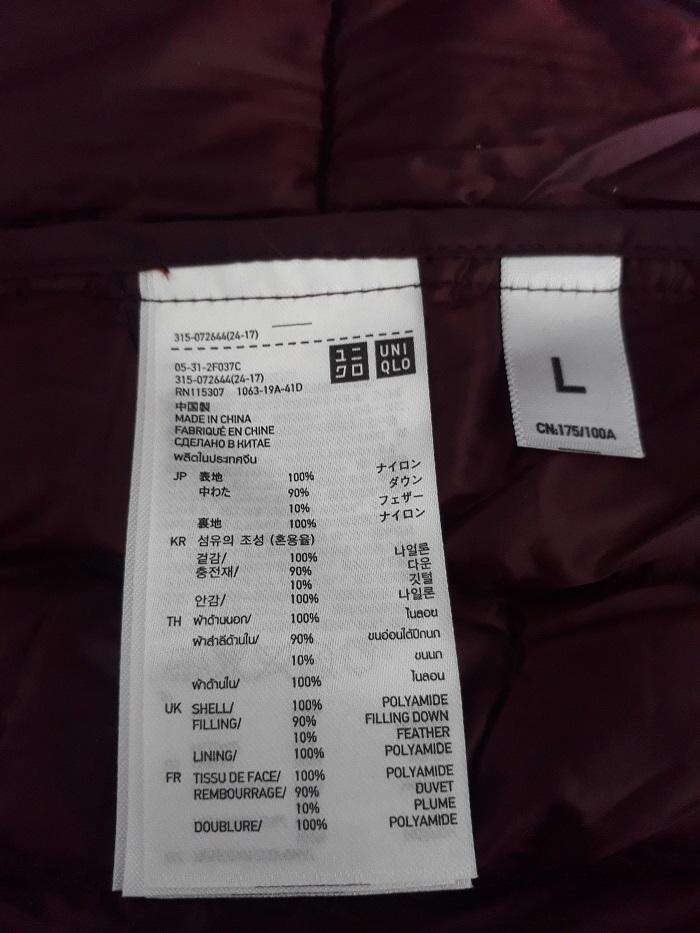 315-072644(24-17)
05-31-2F037C
315-072644(24-17)
RN115307 1063-19A-41D
ユニ
クロ
UNI
QLO
中国製
MADE IN CHINA
FABRIQUÉ EN CHINE
СДЕЛАНО В КИТАЕ
ผลิตในประเทศจีน
JP 表地 100% ナイロン
中わた 90% ダウン
10% フェザー
裏地 100% ナイロン
KR 섬유의 조성 (혼용율)
겉감/ 100% 나일론
충전재/ 90% 다운
10% 깃털
안감/ 100% 나일론
TH ผ้าด้านนอก/ 100% ไนลอน
ผ้าสำลีด้านใน/ 90% ขนอ่อนใต้ปีกนก
10% ขนนก
ผ้าด้านใน/ 100% ไนลอน
UK SHELL/ 100% POLYAMIDE
FILLING/ 90% FILLING DOWN
10% FEATHER
LINING/ 100% POLYAMIDE
FR TISSU DE FACE/ 100% POLYAMIDE
REMBOURRAGE/ 90% DUVET
10% PLUME
DOUBLURE/ 100% POLYAMIDE
L
CN:175/100A